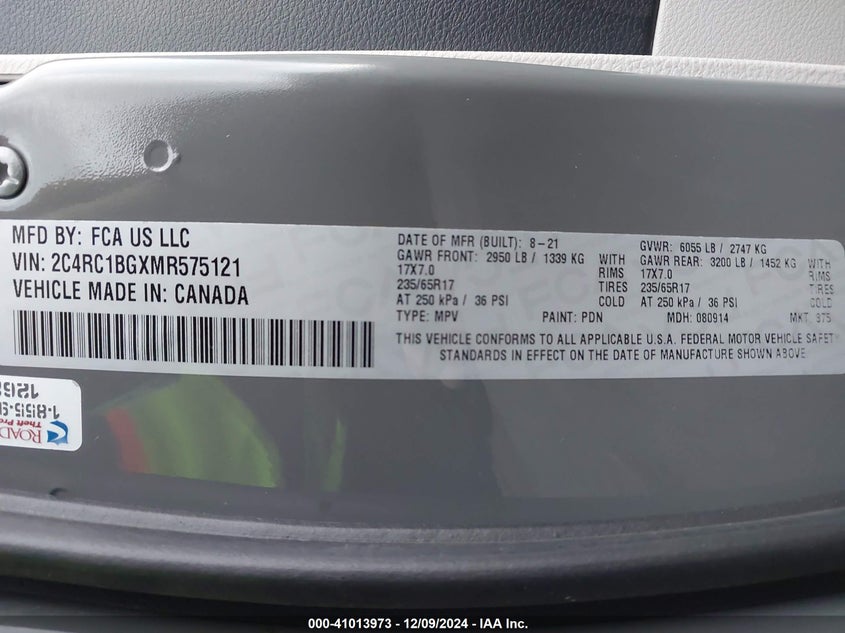 MFD BY: FCA US LLC
VIN: 2C4RC1BGXMR575121
VEHICLE MADE IN: CANADA
DATE OF MFR (BUILT): 8-21 GVWR: 6055 LB / 2747 KG
GAWR FRONT: 2950 LB / 1339 KG WITH GAWR REAR: 3200 LB / 1452 KG WITH
17X7.0 RIMS 17X7.0 RIMS
235/65R17 TIRES 235/65R17 TIRES
AT 250 kPa / 36 PSI COLD AT 250 kPa / 36 PSI COLD
TYPE: MPV PAINT: PDN MDH: 080914 MKT: 375
THIS VEHICLE CONFORMS TO ALL APPLICABLE U.S.A. FEDERAL MOTOR VEHICLE SAFETY
STANDARDS IN EFFECT ON THE DATE OF MANUFACTURE SHOWN ABOVE
ROAD
Theft
000-41013973 - 12/09/2024 - IAA Inc.